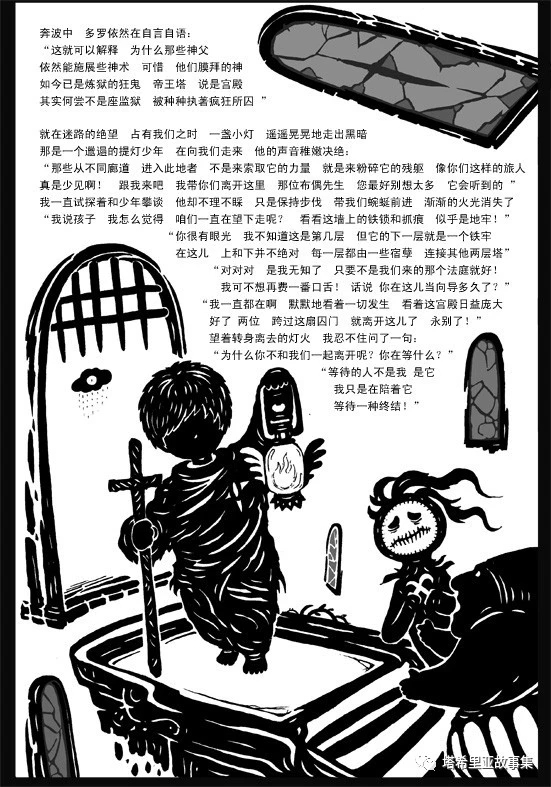 奔波中　多罗依然在自言自语：
“这就可以解释　为什么那些神父
依然能施展些神术　可惜　他们膜拜的神
如今已是炼狱的狂鬼　帝王塔　说是宫殿
其实何尝不是座监狱　被种种执著疯狂所囚 ”
就在迷路的绝望　占有我们之时　一盏小灯　遥遥晃晃地走出黑暗
那是一个邋遢的提灯少年　在向我们走来　他的声音稚嫩决绝：
“那些从不同廊道　进入此地者　不是来索取它的力量　就是来粉碎它的残躯　像你们这样的旅人
真是少见啊！　跟我来吧　我带你们离开这里　那位布偶先生　您最好别想太多　它会听到的 ”
我一直试探着和少年攀谈　他却不理不睬　只是保持步伐　带我们蜿蜒前进　渐渐的火光消失了
“我说孩子　我怎么觉得　咱们一直在望下走呢？　看看这墙上的铁锁和抓痕　似乎是地牢！”
“你很有眼光　我不知道这是第几层　但它的下一层就是一个铁牢
在这儿　上和下并不绝对　每一层都由一些宿孽　连接其他两层塔”
“对对对　是我无知了　只要不是我们来的那个法庭就好！
我可不想再费一番口舌！ 话说 你在这儿当向导多久了？”
“我一直都在啊　默默地看着一切发生　看着这宫殿日益庞大
好了 两位　跨过这扇囚门　就离开这儿了　永别了！”
望着转身离去的灯火　我忍不住问了一句：
“为什么你不和我们一起离开呢？ 你在等什么？”
“等待的人不是我 是它
我只是在陪着它
等待一种终结！”
塔希里亚故事集